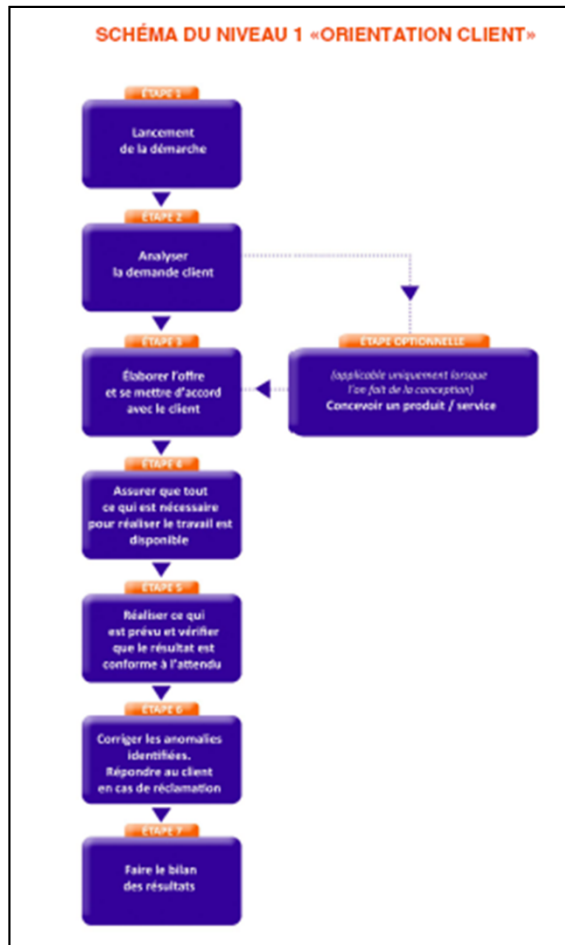 SCHÉMA DU NIVEAU 1 «ORIENTATION CLIENT»
ÉTAPE 1
Lancement
de la démarche
ÉTAPE 2
Analyser
la demande client
ÉTAPE 3
Élaborer l'offre
et se mettre d'accord
avec le client
ÉTAPE OPTIONNELLE
(applicable uniquement lorsque
l'on fait de la conception)
Concevoir un produit / service
ÉTAPE 4
Assurer que tout
ce qui est nécessaire
pour réaliser le travail est
disponible
ÉTAPE 5
Réaliser ce qui
est prévu et vérifier
que le résultat est
conforme à l'attendu
ÉTAPE 6
Corriger les anomalies
identifiées.
Répondre au client
en cas de réclamation
ÉTAPE 7
Faire le bilan
des résultats